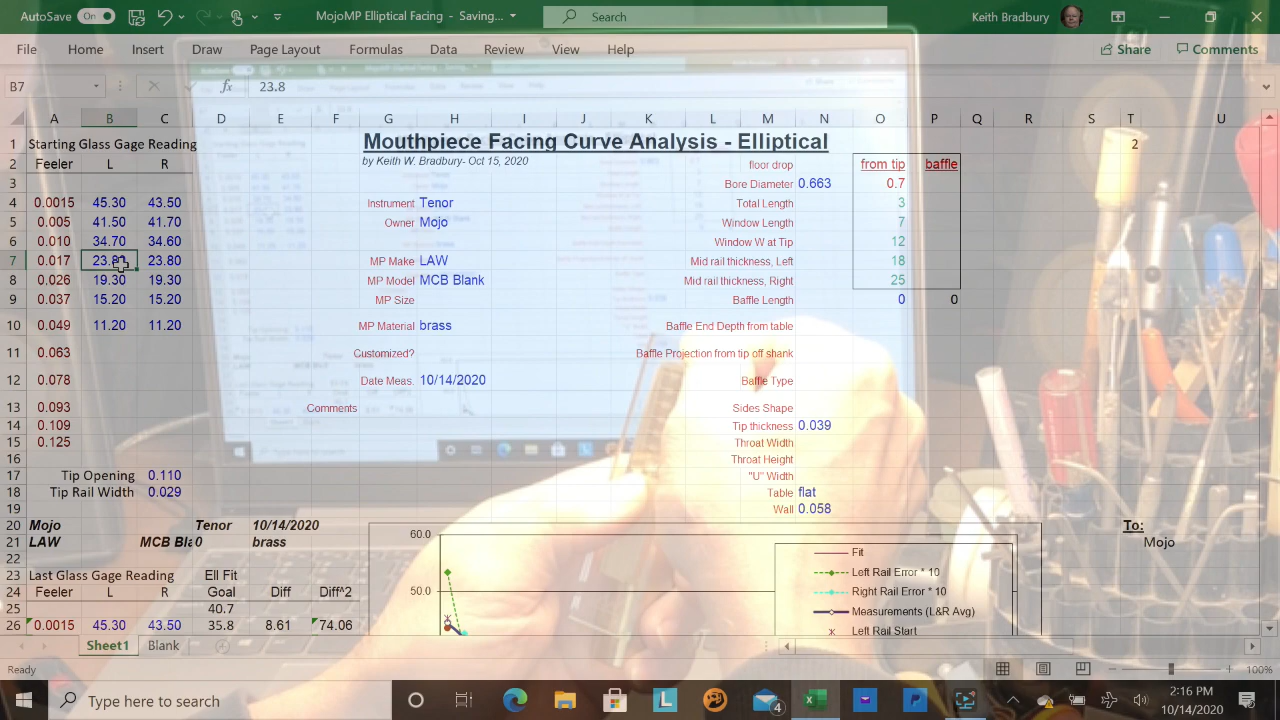 AutoSave On MojoMP Elliptical Facing - Saving... Search Keith Bradbury
File Home Insert Draw Page Layout Formulas Data Review View Help Share Comments
B7 fx 23.8
A B C D E F G H I J K L M N O P Q R S T U
1 Starting Glass Gage Reading Mouthpiece Facing Curve Analysis - Elliptical 2
2 Feeler L R by Keith W. Bradbury- Oct 15, 2020 floor drop from tip baffle
3 Bore Diameter 0.663 0.7
4 0.0015 45.30 43.50 Instrument Tenor Total Length 3
5 0.005 41.50 41.70 Owner Mojo Window Length 7
6 0.010 34.70 34.60 Window W at Tip 12
7 0.017 23.80 23.80 MP Make LAW Mid rail thickness, Left 18
8 0.026 19.30 19.30 MP Model MCB Blank Mid rail thickness, Right 25
9 0.037 15.20 15.20 MP Size Baffle Length 0 0
10 0.049 11.20 11.20 MP Material brass Baffle End Depth from table
11 0.063 Customized? Baffle Projection from tip off shank
12 0.078 Date Meas. 10/14/2020 Baffle Type
13 0.093 Comments Sides Shape
14 0.109 Tip thickness 0.039
15 0.125 Throat Width
16 Throat Height
17 Tip Opening 0.110 "U" Width
18 Tip Rail Width 0.029 Table flat
19 Wall 0.058
20 Mojo Tenor 10/14/2020 60.0 To:
21 LAW MCB Bla 0 brass Mojo
22 Fit
23 Last Glass Gage Reading Ell Fit Left Rail Error * 10
24 Feeler L R Goal Diff Diff^2 50.0 Right Rail Error * 10
25 40.7 Measurements (L&R Avg)
26 0.0015 45.30 43.50 35.8 8.61 74.06 Left Rail Start
Sheet1 Blank
Ready 100%
Type here to search 4 2:16 PM
10/14/2020